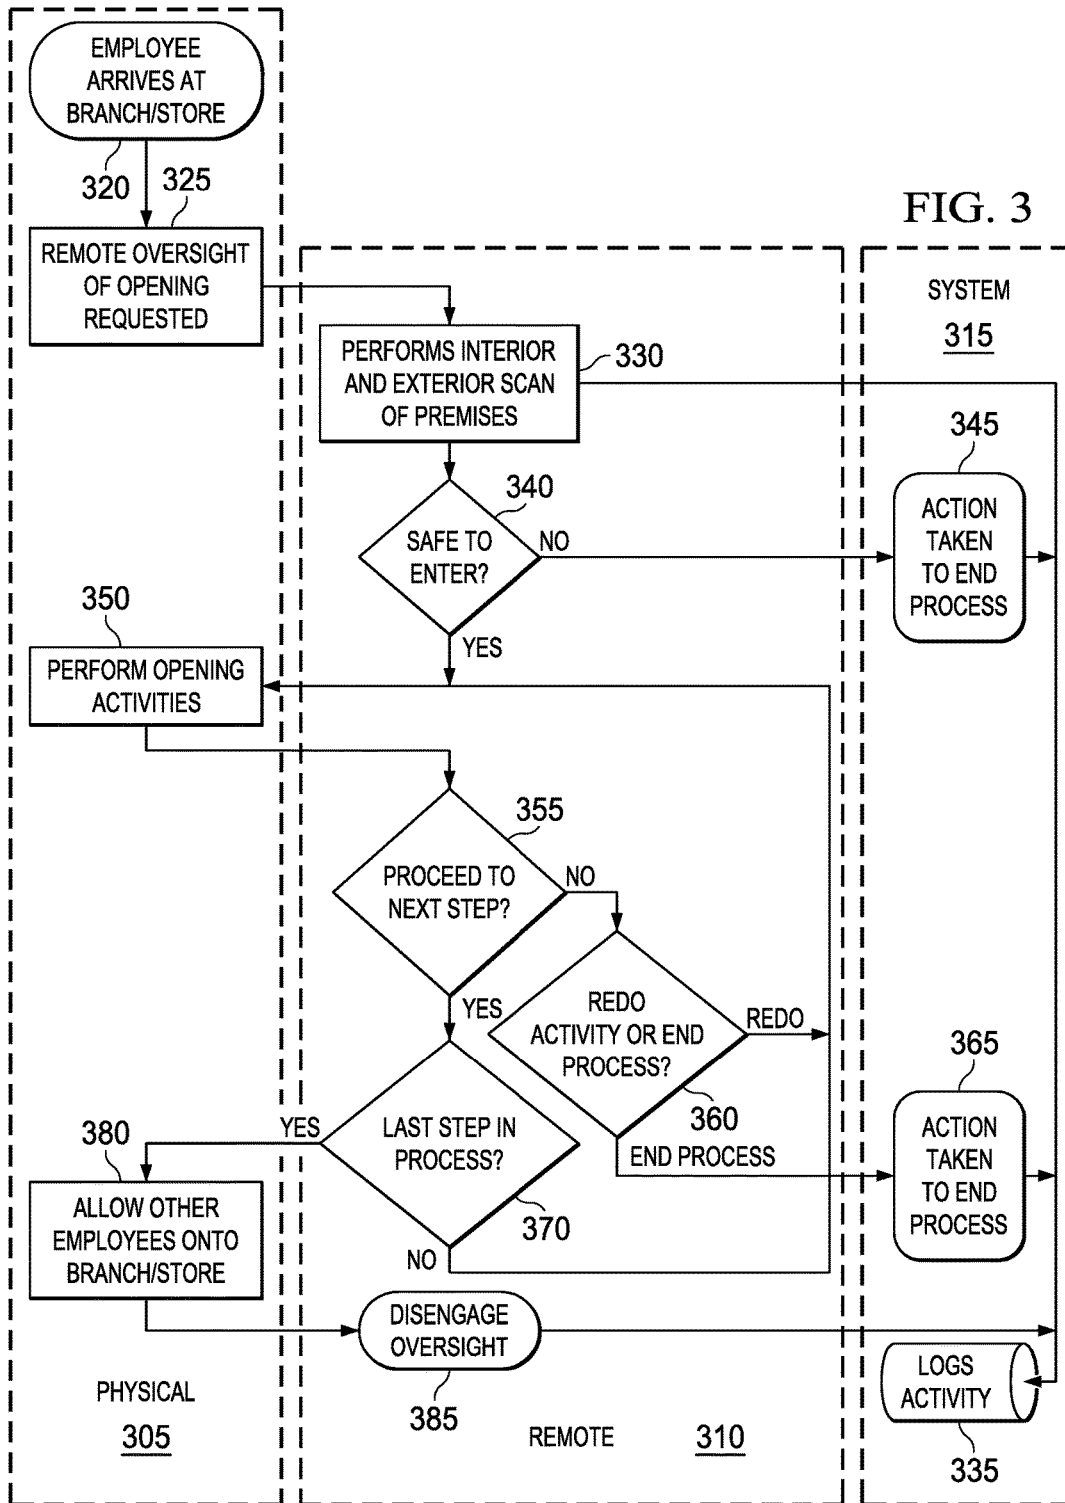 EMPLOYEE
ARRIVES AT
BRANCH/STORE
320
325
REMOTE OVERSIGHT
OF OPENING
REQUESTED
FIG. 3
SYSTEM
315
PERFORMS INTERIOR
AND EXTERIOR SCAN
OF PREMISES
330
345
ACTION
TAKEN
TO END
PROCESS
340
SAFE TO
ENTER?
NO
YES
350
PERFORM OPENING
ACTIVITIES
355
PROCEED TO
NEXT STEP?
NO
YES
REDO
ACTIVITY OR END
PROCESS?
REDO
360
END PROCESS
365
ACTION
TAKEN
TO END
PROCESS
LAST STEP IN
PROCESS?
YES
370
NO
380
ALLOW OTHER
EMPLOYEES ONTO
BRANCH/STORE
DISENGAGE
OVERSIGHT
385
LOGS
ACTIVITY
335
PHYSICAL
305
REMOTE
310